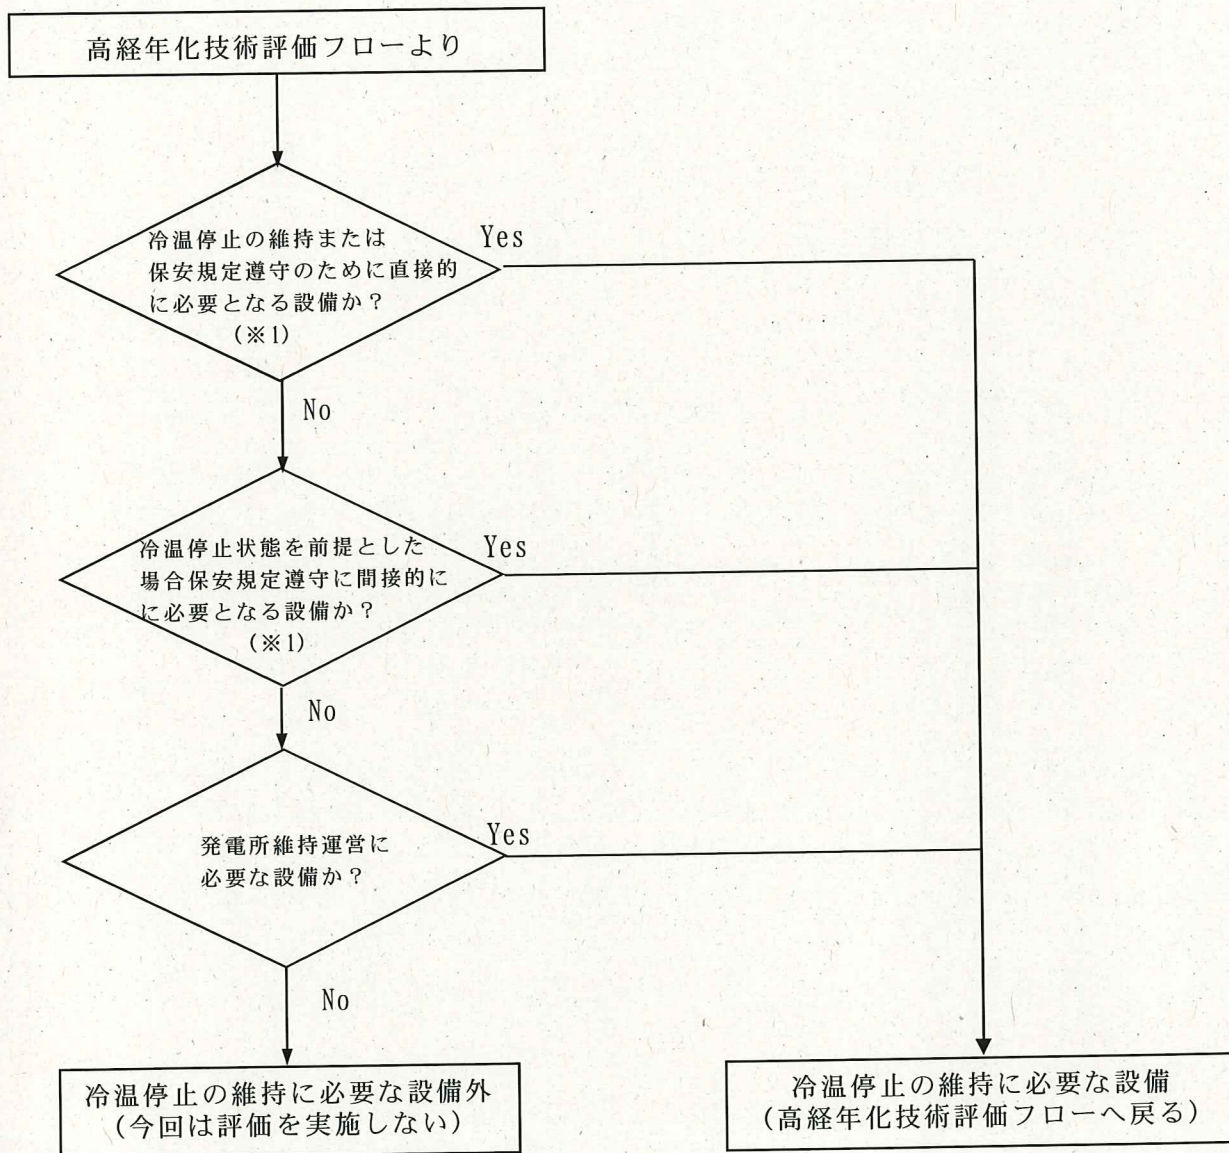 高経年化技術評価フローより
冷温停止の維持または
保安規定遵守のために直接的
に必要となる設備か？
(※1)
Yes
No
冷温停止状態を前提とした
場合保安規定遵守に間接的に
に必要となる設備か？
(※1)
Yes
No
発電所維持運営に
必要な設備か？
Yes
No
冷温停止の維持に必要な設備外
(今回は評価を実施しない)
冷温停止の維持に必要な設備
(高経年化技術評価フローへ戻る)